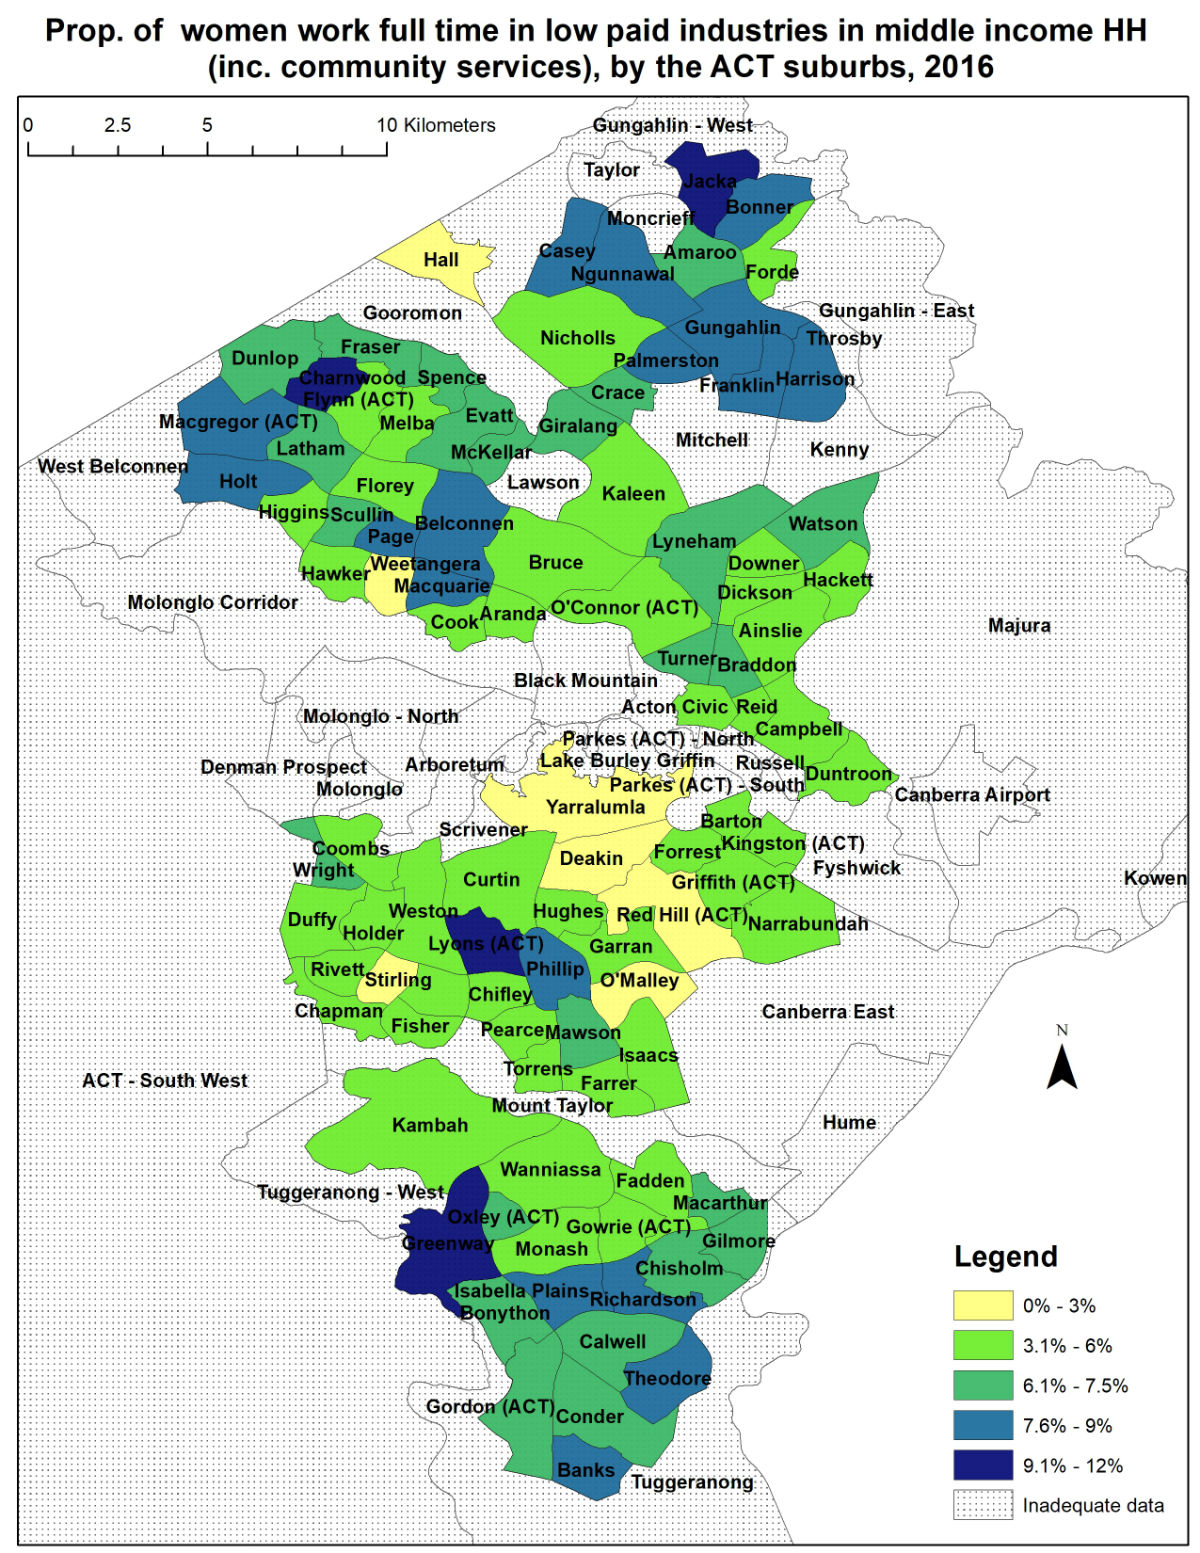 Prop. of  women work full time in low paid industries in middle income HH
(inc. community services), by the ACT suburbs, 2016
0 2.5 5 10 Kilometers
Gungahlin - West
Taylor
Jacka
Bonner
Moncrieff
Casey
Amaroo
Hall
Ngunnawal
Forde
Gooromon
Gungahlin - East
Gungahlin
Nicholls
Throsby
Fraser
Dunlop
Palmerston
Charnwood
Spence
Franklin
Harrison
Flynn (ACT)
Crace
Macgregor (ACT)
Melba
Evatt
Giralang
Mitchell
Latham
McKellar
Kenny
West Belconnen
Holt
Lawson
Florey
Kaleen
Higgins
Scullin
Belconnen
Watson
Page
Lyneham
Weetangera
Bruce
Downer
Hawker
Macquarie
Hackett
Dickson
Molonglo Corridor
O'Connor (ACT)
Aranda
Cook
Ainslie
Majura
Turner
Braddon
Black Mountain
Acton
Civic
Reid
Molonglo - North
Campbell
Parkes (ACT) - North
Lake Burley Griffin
Russell
Denman Prospect
Arboretum
Duntroon
Molonglo
Parkes (ACT) - South
Canberra Airport
Yarralumla
Scrivener
Barton
Coombs
Kingston (ACT)
Deakin
Forrest
Wright
Fyshwick
Curtin
Griffith (ACT)
Kowen
Weston
Hughes
Red Hill (ACT)
Duffy
Narrabundah
Holder
Lyons (ACT)
Garran
Rivett
Phillip
Stirling
O'Malley
Chifley
Chapman
Canberra East
Fisher
Pearce
Mawson
N
Isaacs
Torrens
ACT - South West
Farrer
Mount Taylor
Kambah
Hume
Wanniassa
Fadden
Tuggeranong - West
Macarthur
Oxley (ACT)
Gowrie (ACT)
Greenway
Monash
Gilmore
Chisholm
Isabella Plains
Richardson
Bonython
Calwell
Theodore
Gordon (ACT)
Conder
Banks
Tuggeranong
Legend
0% - 3%
3.1% - 6%
6.1% - 7.5%
7.6% - 9%
9.1% - 12%
Inadequate data